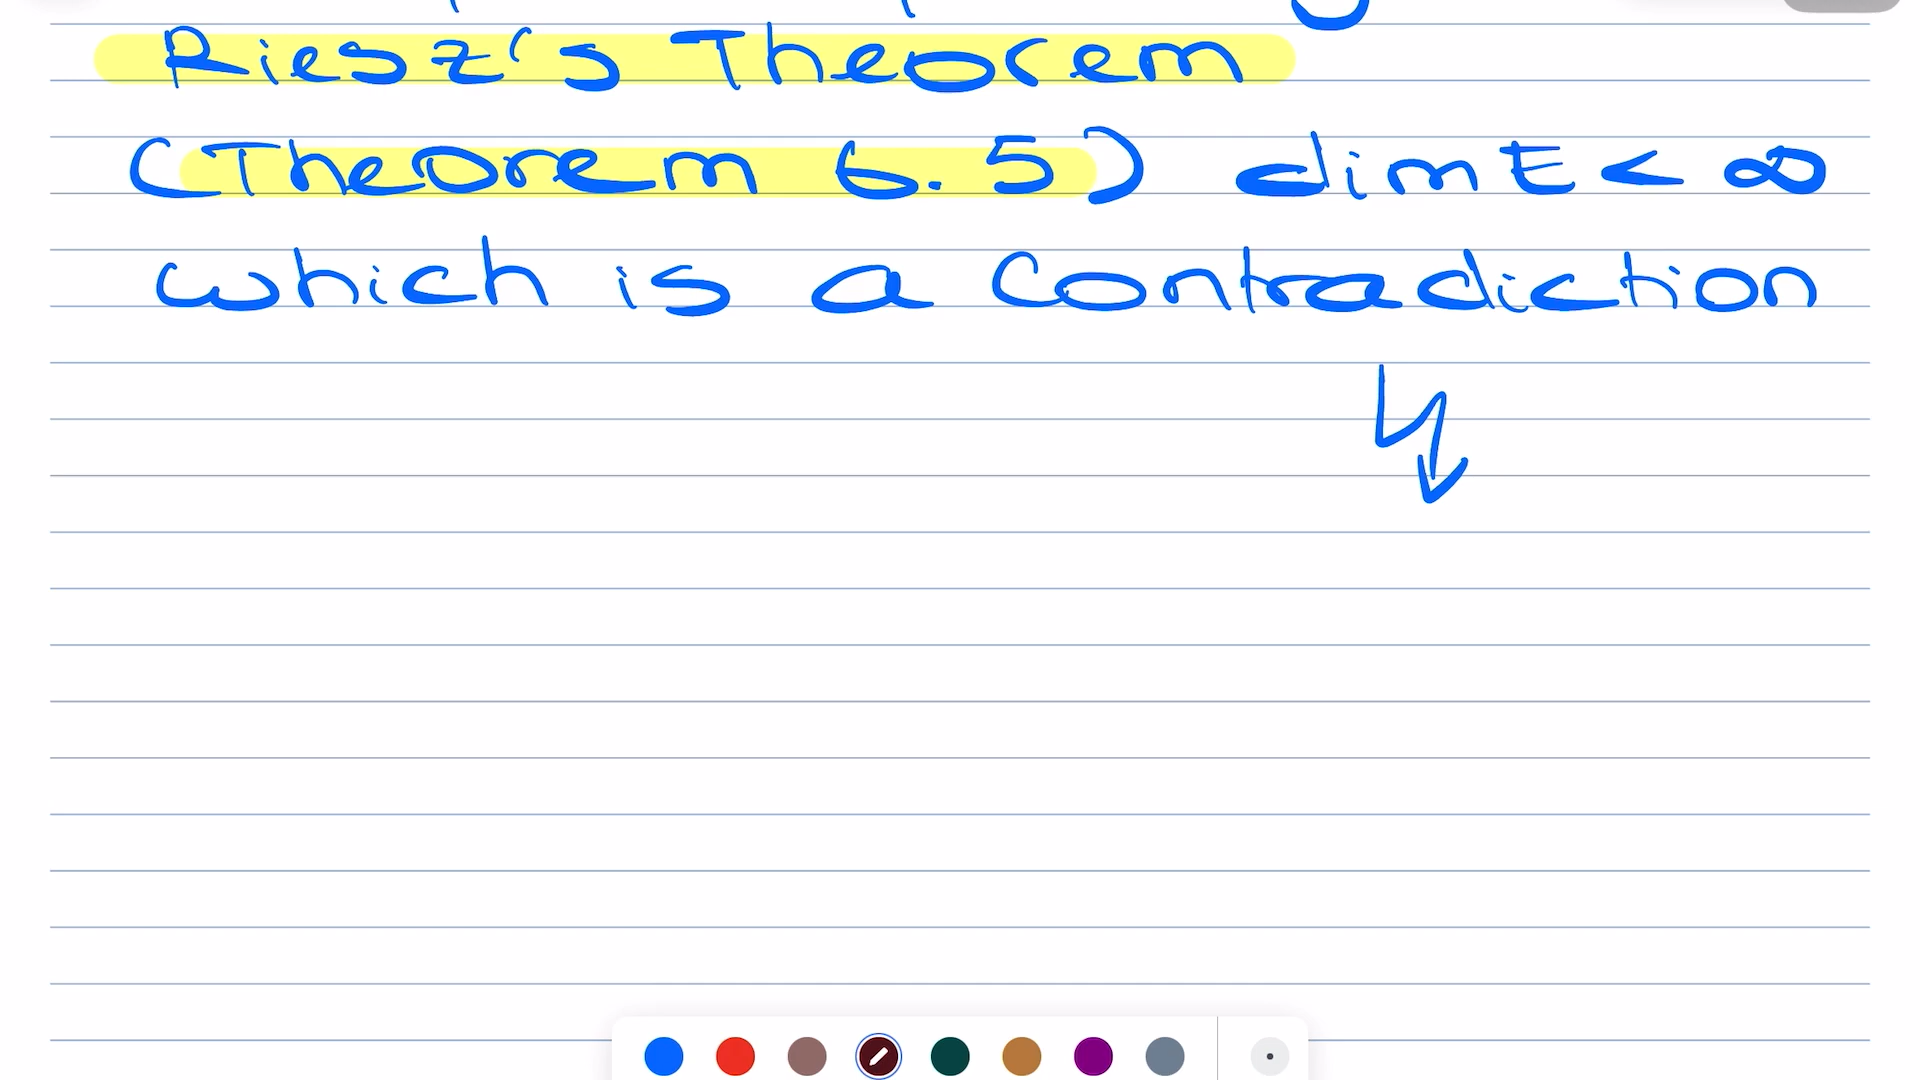 Riesz's Theorem
(Theorem 6.5) dim E < ∞
which is a contradiction